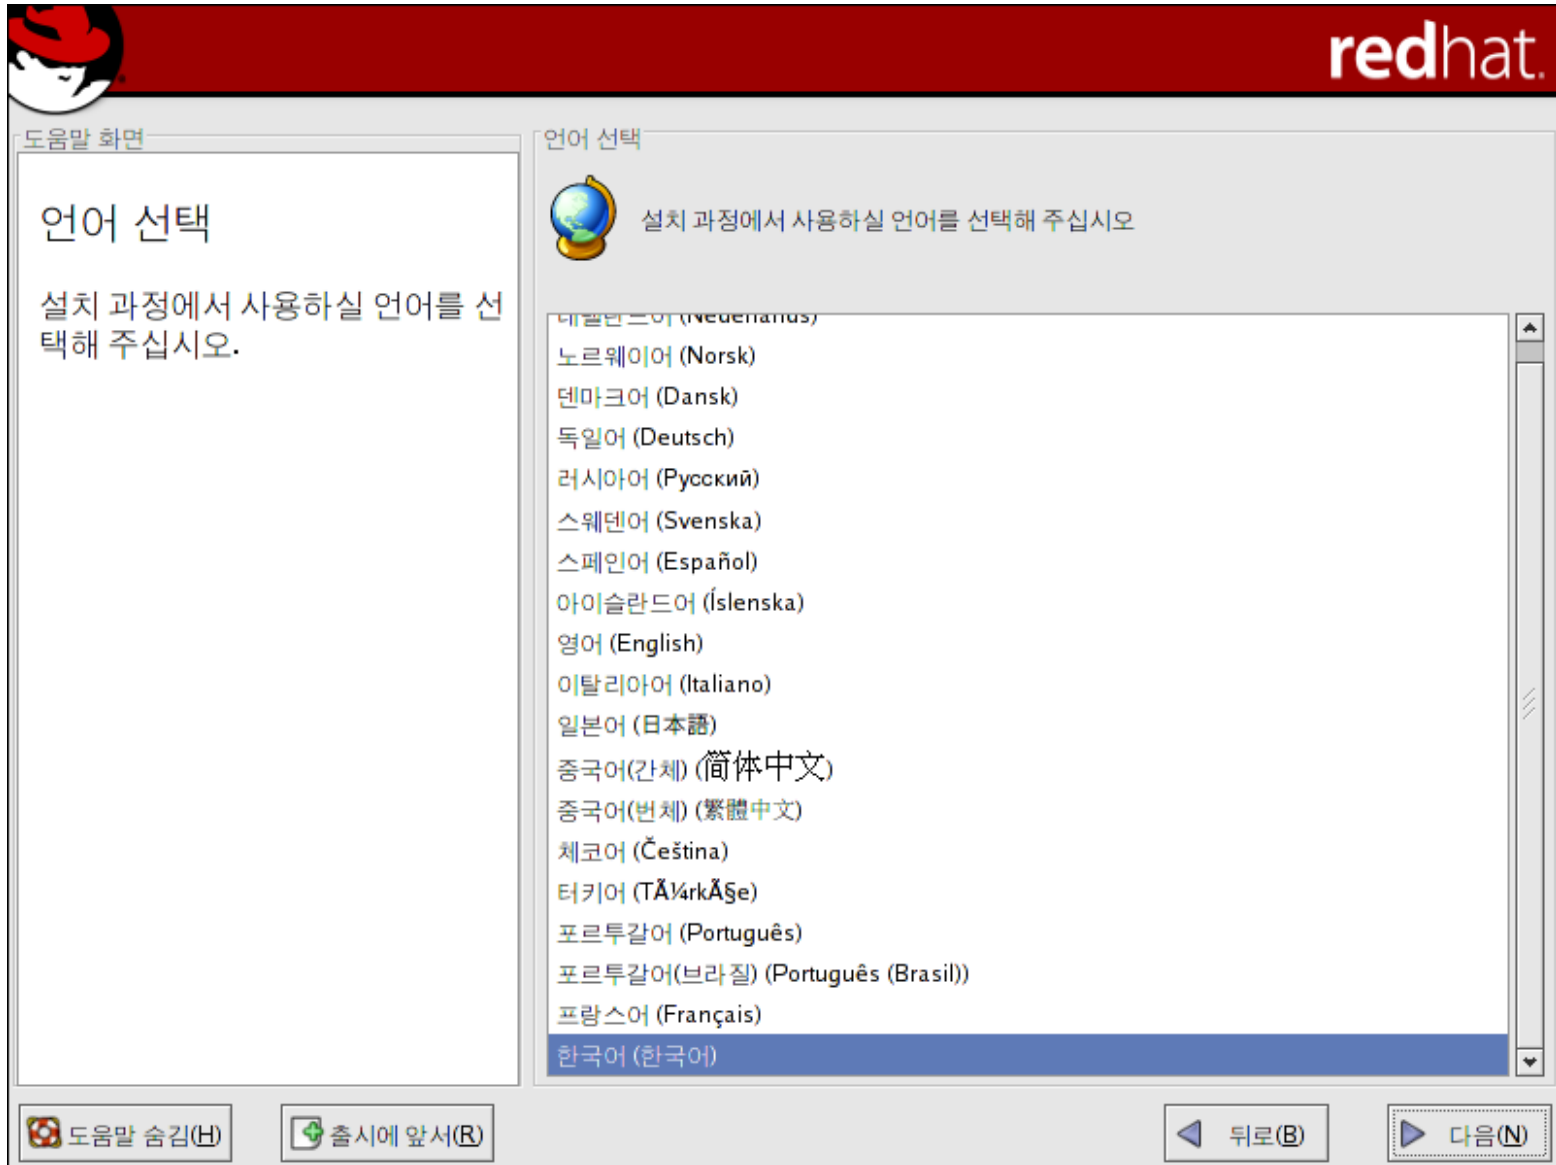 redhat.
도움말 화면
언어 선택
설치 과정에서 사용하실 언어를 선
택해 주십시오.
언어 선택
설치 과정에서 사용하실 언어를 선택해 주십시오
네덜란드어 (Nederlands)
노르웨이어 (Norsk)
덴마크어 (Dansk)
독일어 (Deutsch)
러시아어 (Русский)
스웨덴어 (Svenska)
스페인어 (Español)
아이슬란드어 (Íslenska)
영어 (English)
이탈리아어 (Italiano)
일본어 (日本語)
중국어(간체) (简体中文)
중국어(번체) (繁體中文)
체코어 (Čeština)
터키어 (TÃ¼rkÃ§e)
포르투갈어 (Português)
포르투갈어(브라질) (Português (Brasil))
프랑스어 (Français)
한국어 (한국어)
도움말 숨김(H)
출시에 앞서(R)
뒤로(B)
다음(N)